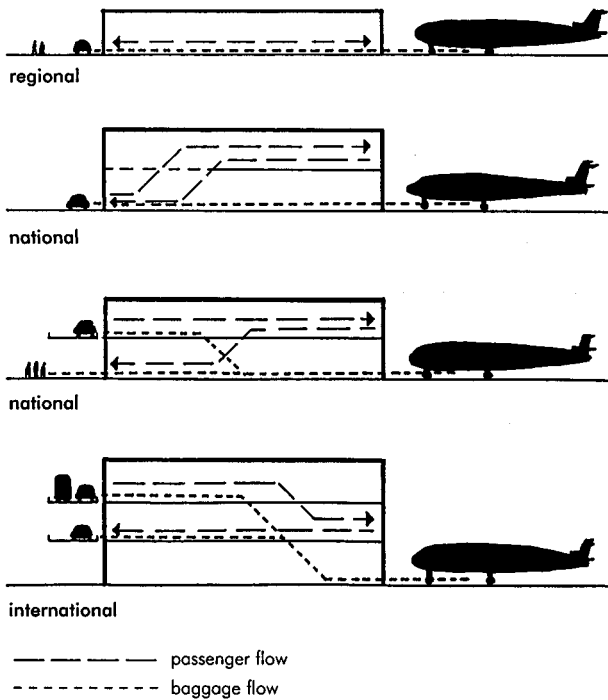 regional
national
national
international
passenger flow
baggage flow